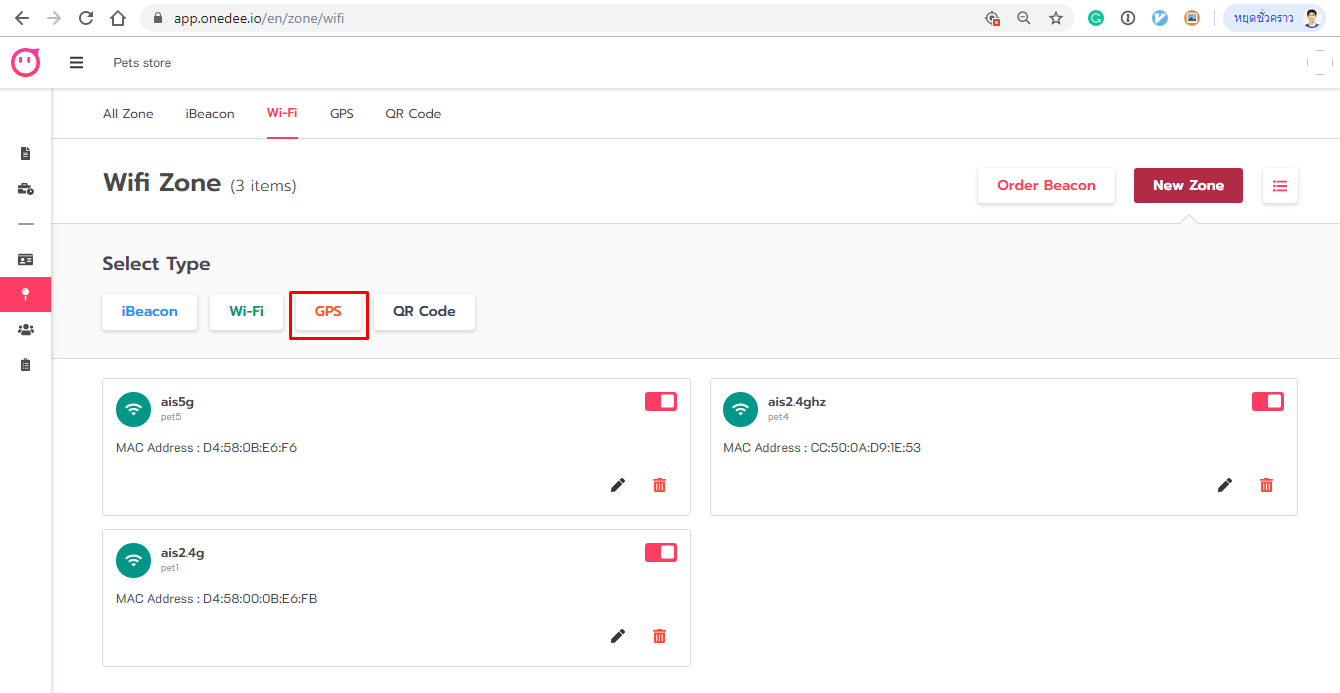 app.onedee.io/en/zone/wifi
หยุดชั่วคราว
Pets store
All Zone iBeacon Wi-Fi GPS QR Code
Wifi Zone (3 items)
Order Beacon New Zone
Select Type
iBeacon Wi-Fi GPS QR Code
ais5g
pet5
MAC Address : D4:58:0B:E6:F6
ais2.4ghz
pet4
MAC Address : CC:50:0A:D9:1E:53
ais2.4g
pet1
MAC Address : D4:58:00:0B:E6:FB